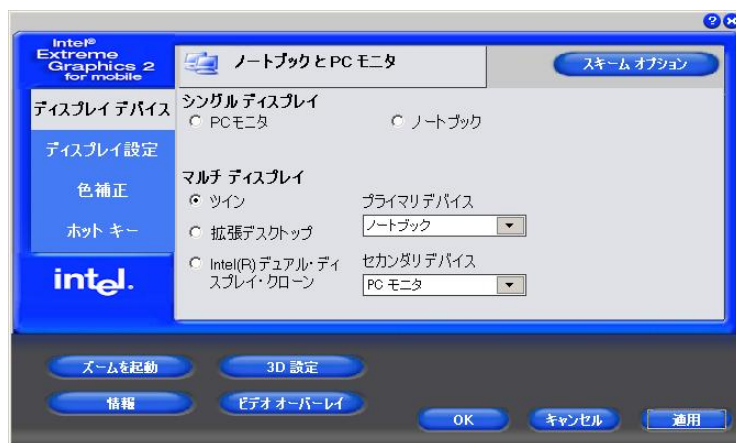 Intel®
Extreme
Graphics 2
for mobile
ノートブックとPC モニタ
スキーム オプション
ディスプレイ デバイス
ディスプレイ設定
色補正
ホット キー
intel.
シングル ディスプレイ
PCモニタ
ノートブック
マルチ ディスプレイ
ツイン
拡張デスクトップ
Intel(R) デュアル・ディ
スプレイ・クローン
プライマリ デバイス
ノートブック
セカンダリ デバイス
PC モニタ
ズームを起動
3D 設定
情報
ビデオ オーバーレイ
OK
キャンセル
適用